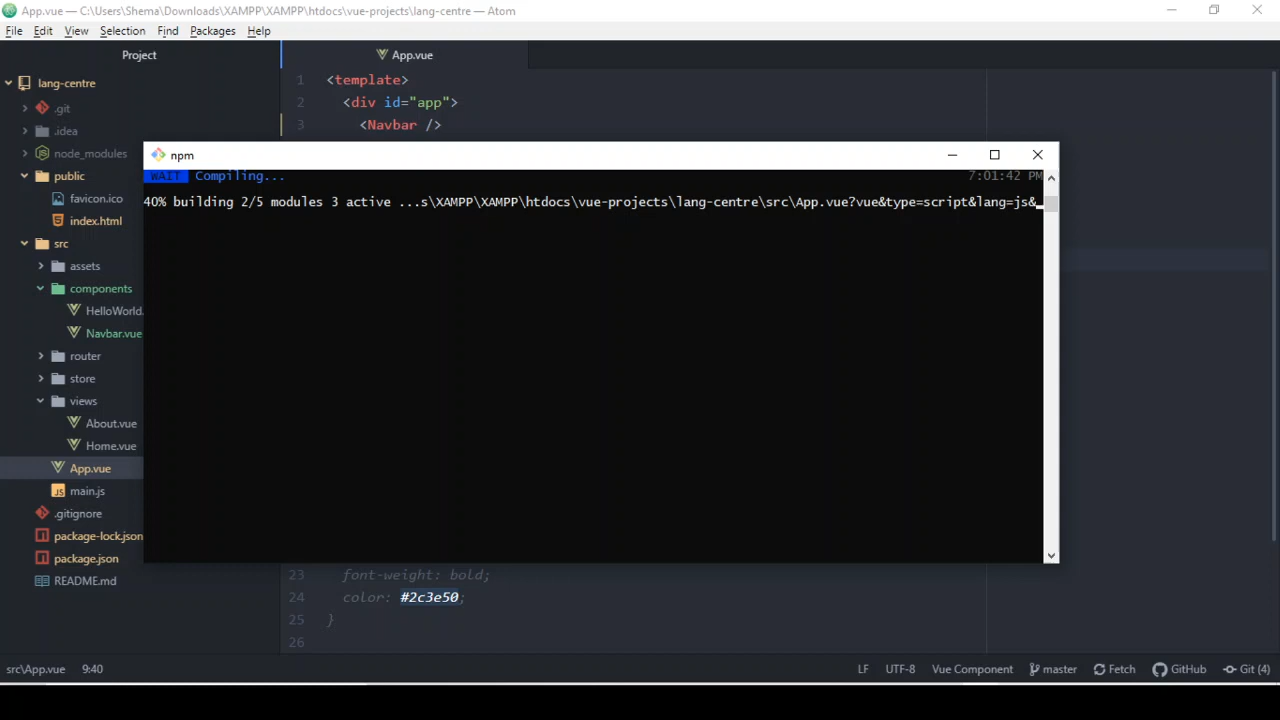 App.vue — C:\Users\Shema\Downloads\XAMPP\XAMPP\htdocs\vue-projects\lang-centre — Atom
File Edit View Selection Find Packages Help
Project
App.vue
lang-centre
.git
.idea
node_modules
public
favicon.ico
index.html
src
assets
components
HelloWorld.
Navbar.vue
router
store
views
About.vue
Home.vue
App.vue
main.js
.gitignore
package-lock.json
package.json
README.md
1 <template>
2 <div id="app">
3 <Navbar />
npm
WAIT Compiling... 7:01:42 PM
40% building 2/5 modules 3 active ...s\XAMPP\XAMPP\htdocs\vue-projects\lang-centre\src\App.vue?vue&type=script&lang=js&_
23 font-weight: bold;
24 color: #2c3e50;
25 }
26
src\App.vue 9:40 LF UTF-8 Vue Component master Fetch GitHub Git (4)